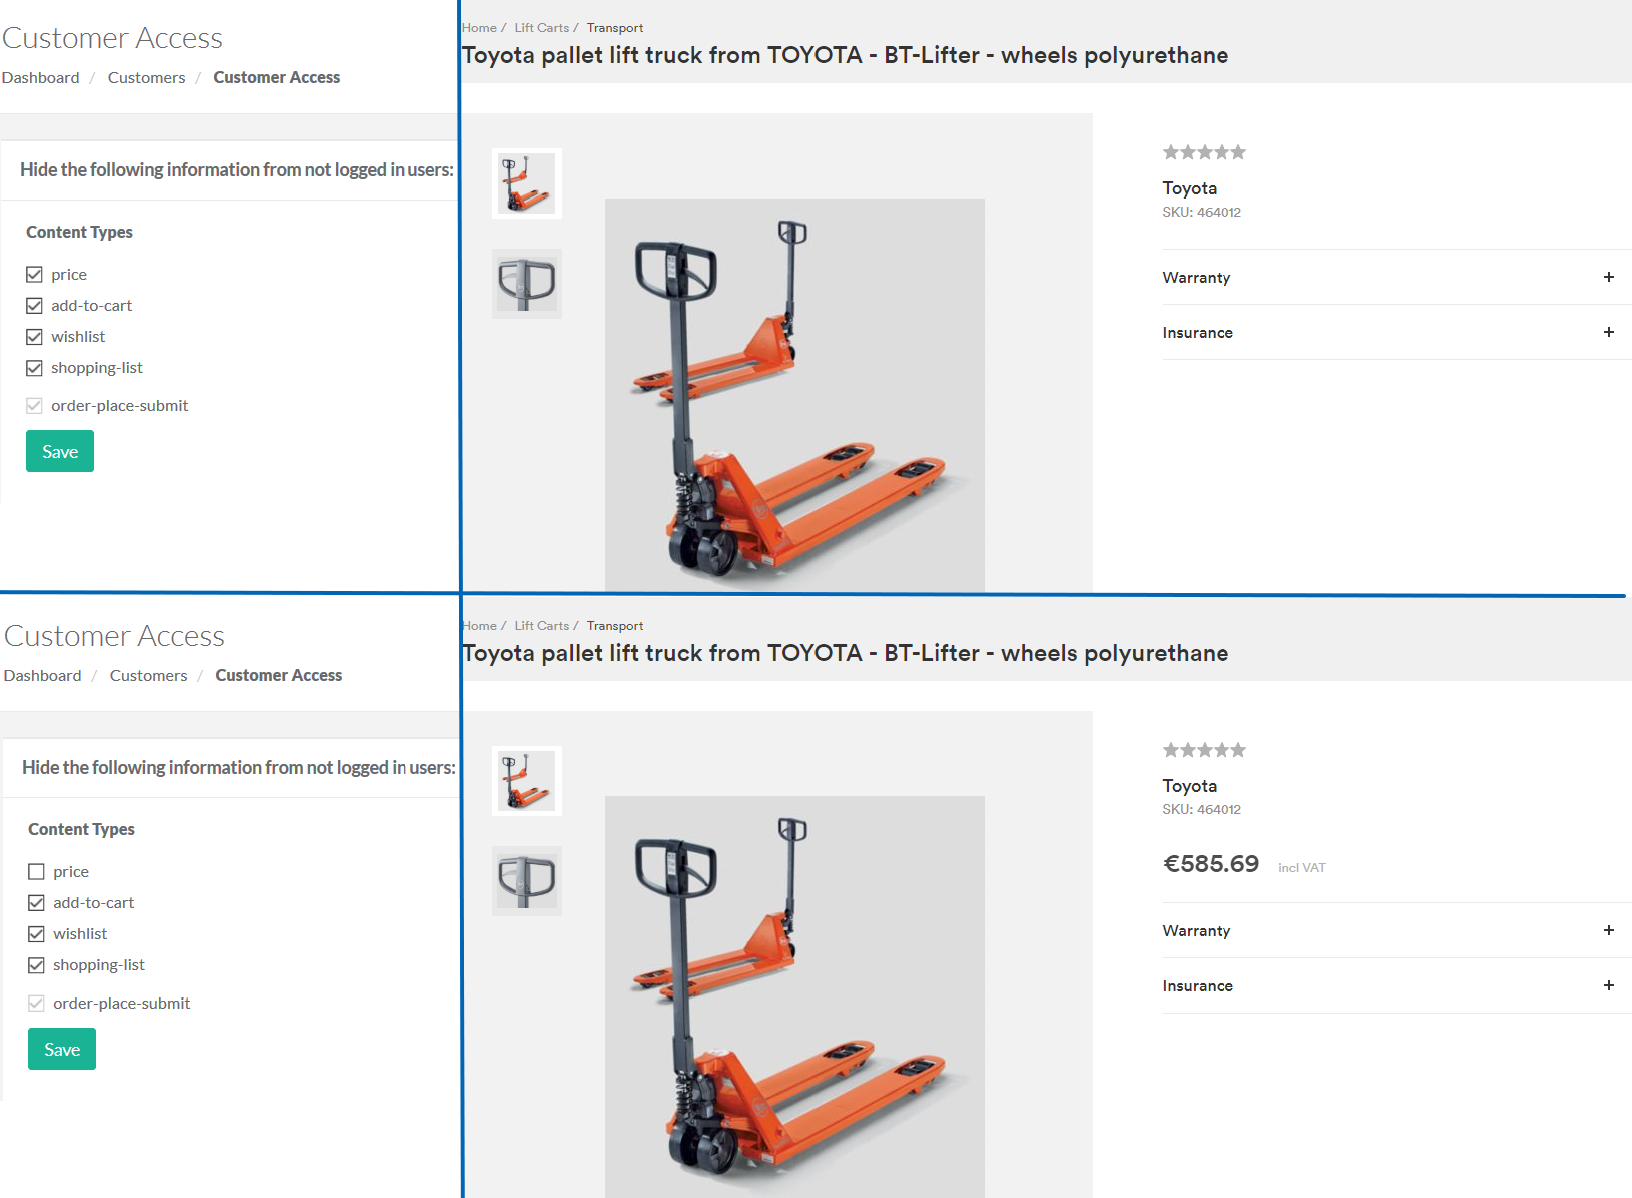 Customer Access
Dashboard / Customers / Customer Access
Hide the following information from not logged in users:
Content Types
price
add-to-cart
wishlist
shopping-list
order-place-submit
Save
Home / Lift Carts / Transport
Toyota pallet lift truck from TOYOTA - BT-Lifter - wheels polyurethane
Toyota
SKU: 464012
Warranty +
Insurance +
Customer Access
Dashboard / Customers / Customer Access
Hide the following information from not logged in users:
Content Types
price
add-to-cart
wishlist
shopping-list
order-place-submit
Save
Home / Lift Carts / Transport
Toyota pallet lift truck from TOYOTA - BT-Lifter - wheels polyurethane
Toyota
SKU: 464012
€585.69 incl VAT
Warranty +
Insurance +